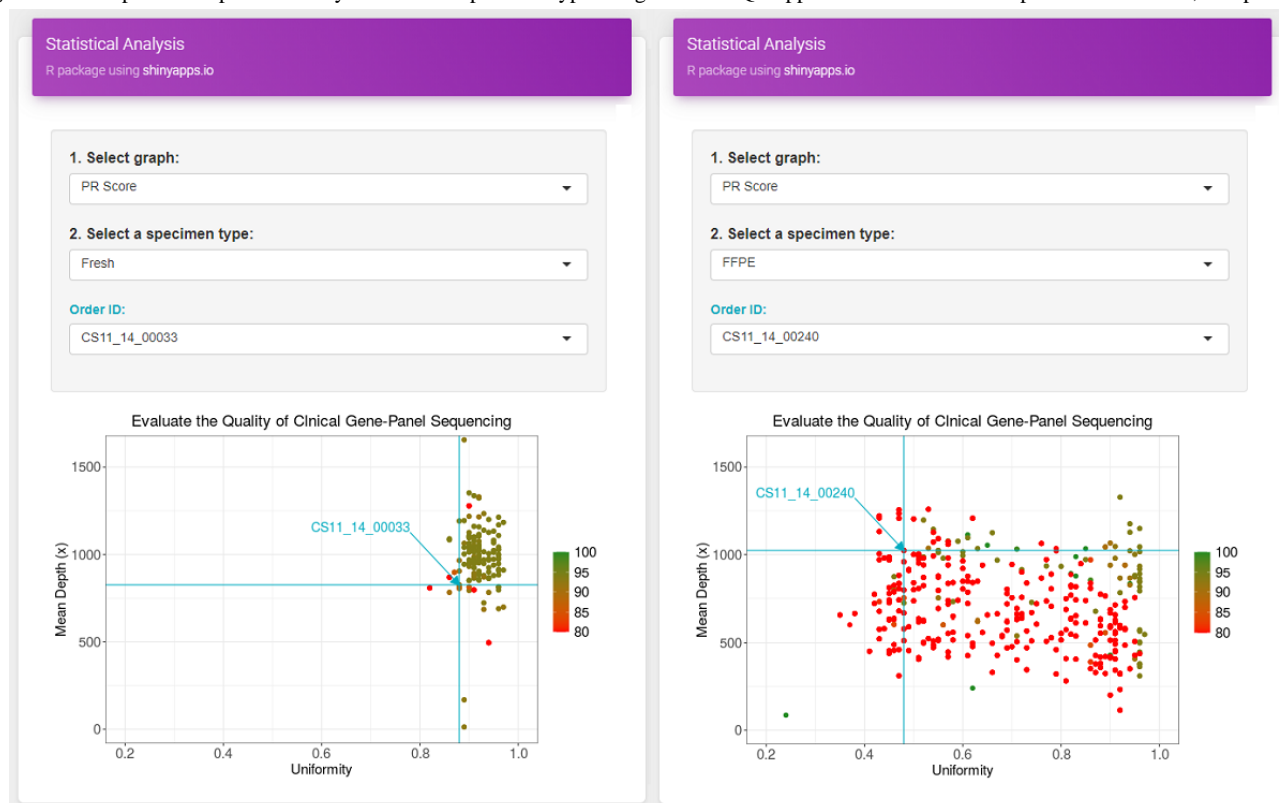 Statistical Analysis
R package using shinyapps.io
1. Select graph:
PR Score
2. Select a specimen type:
Fresh
Order ID:
CS11_14_00033
Evaluate the Quality of Clnical Gene-Panel Sequencing
1500
1000
500
0
Mean Depth (x)
CS11_14_00033
100
95
90
85
80
0.2 0.4 0.6 0.8 1.0
Uniformity
Statistical Analysis
R package using shinyapps.io
1. Select graph:
PR Score
2. Select a specimen type:
FFPE
Order ID:
CS11_14_00240
Evaluate the Quality of Clnical Gene-Panel Sequencing
1500
1000
500
0
Mean Depth (x)
CS11_14_00240
100
95
90
85
80
0.2 0.4 0.6 0.8 1.0
Uniformity